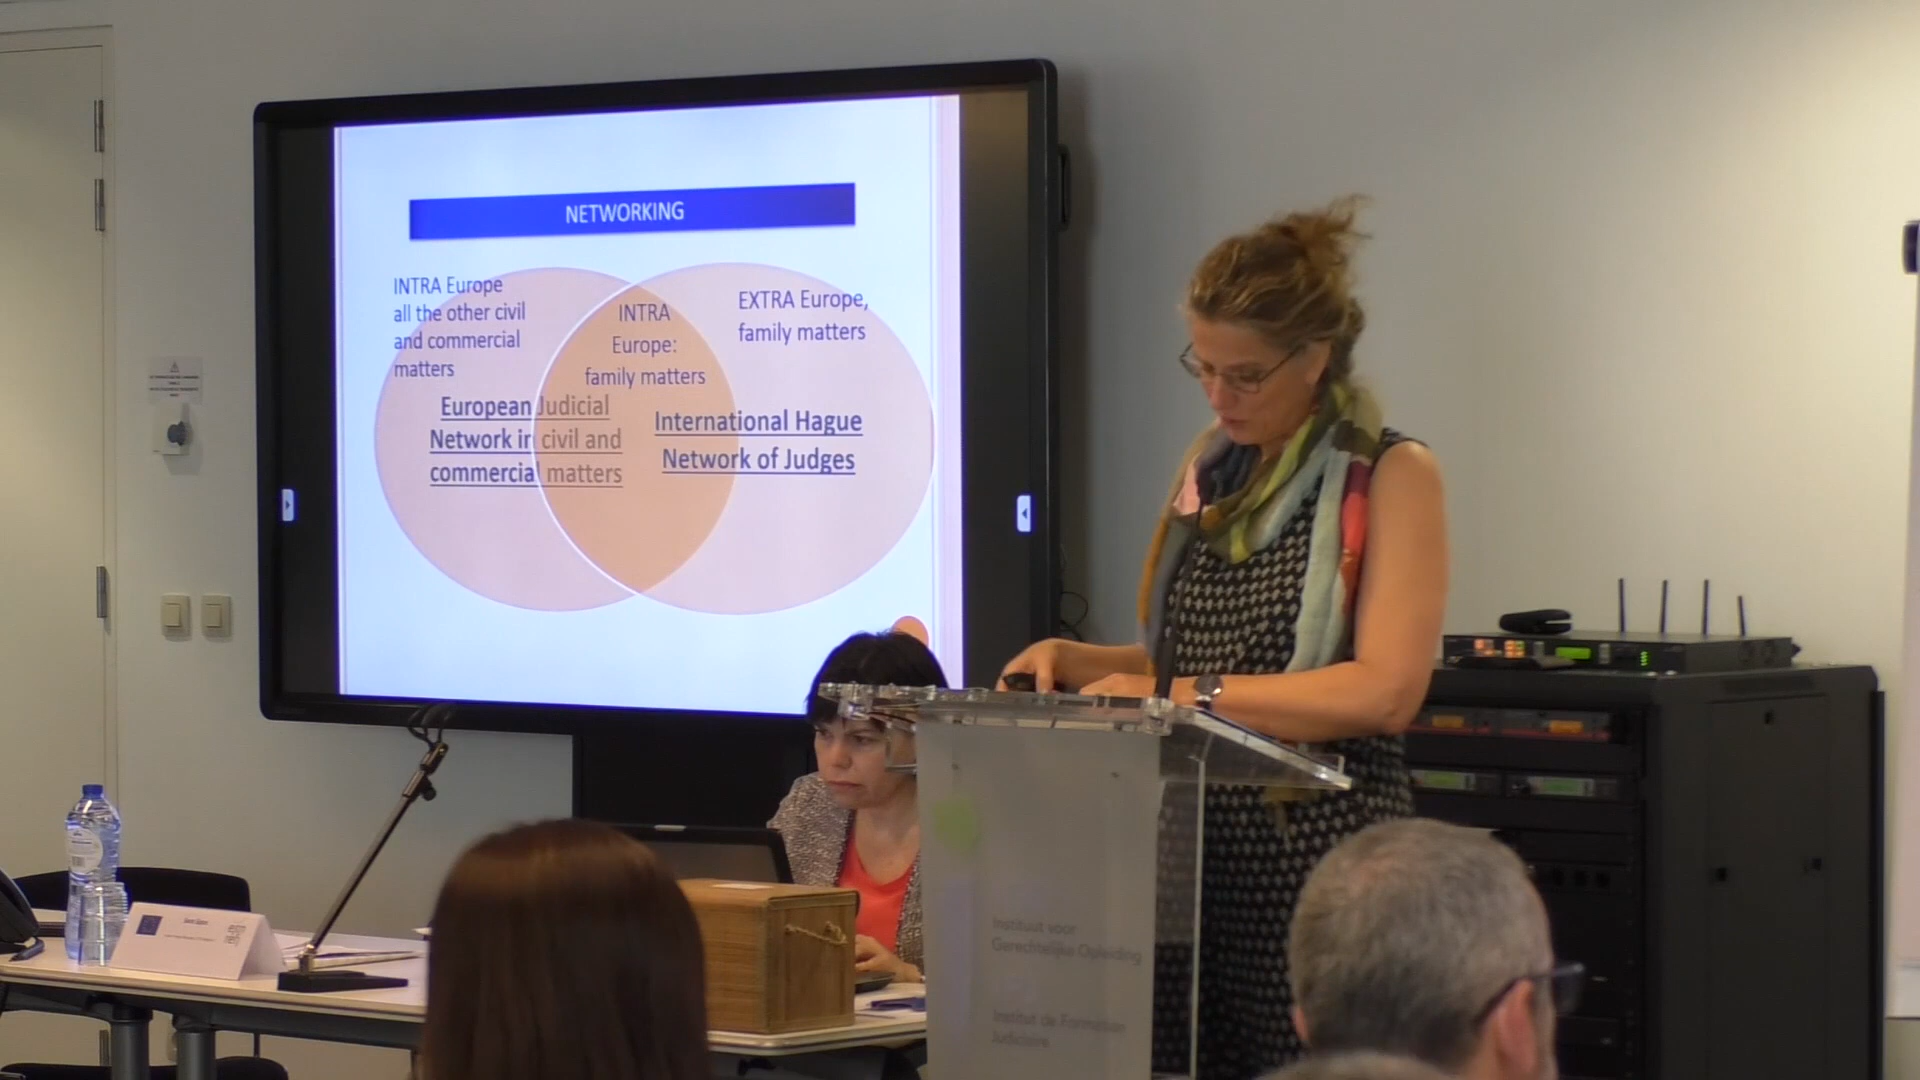 NETWORKING
INTRA Europe
all the other civil
and commercial
matters
INTRA
Europe:
family matters
EXTRA Europe,
family matters
European Judicial
Network in civil and
commercial matters
International Hague
Network of Judges
Instituut voor
Gerechtelijke Opleiding
Institut de Formation
Judiciaire